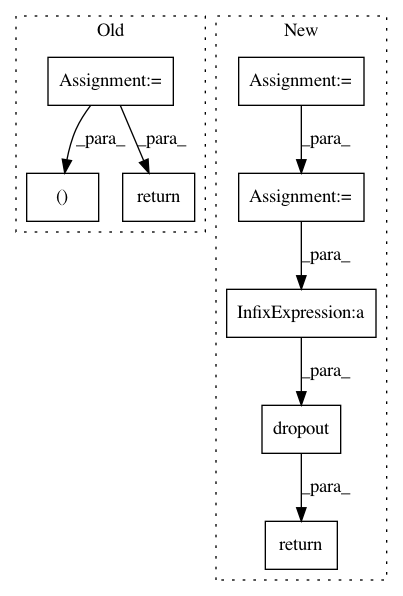 Old
New
Assignment:=
Assignment:=
_para_
_para_
_para_
()
return
Assignment:=
_para_
InfixExpression:a
_para_
dropout
_para_
return